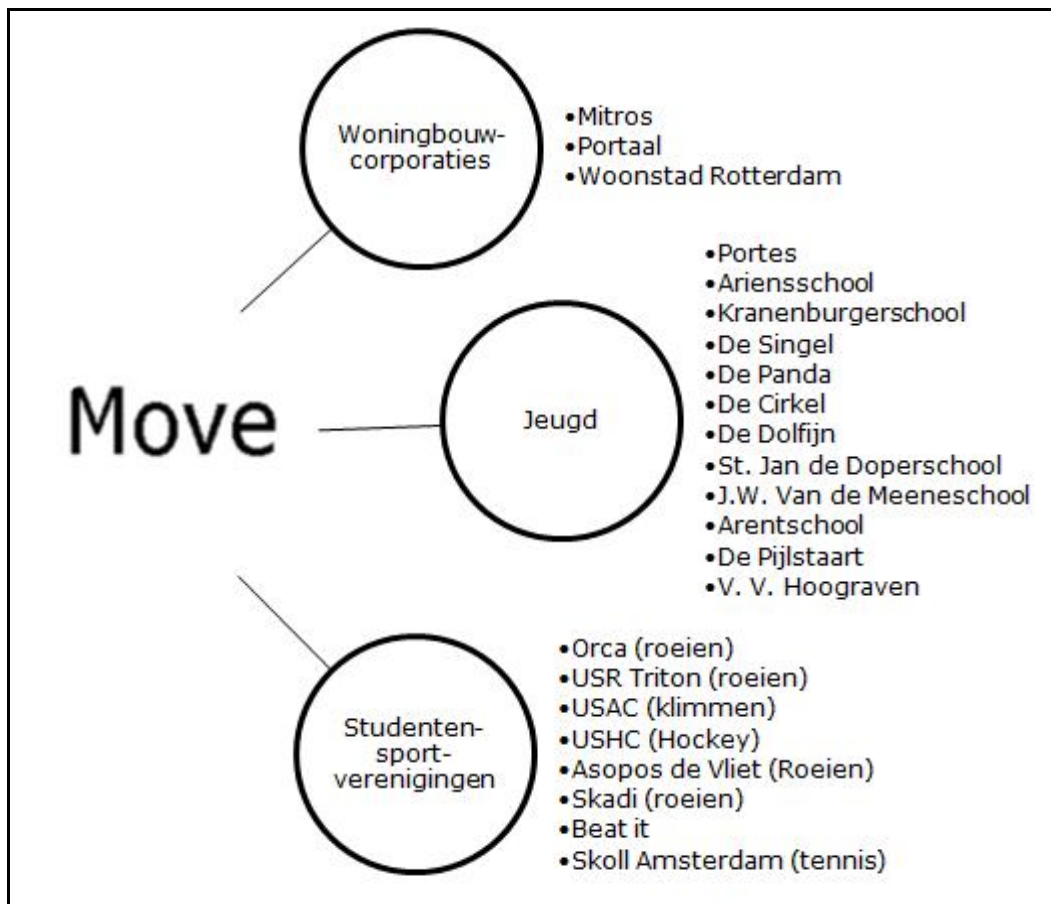 Woningbouw-
corporaties
•Mitros
•Portaal
•Woonstad Rotterdam
Move
Jeugd
•Portes
•Ariensschool
•Kranenburgerschool
•De Singel
•De Panda
•De Cirkel
•De Dolfijn
•St. Jan de Doperschool
•J.W. Van de Meeneschool
•Arentschool
•De Pijlstaart
•V. V. Hoograven
Studenten-
sport-
verenigingen
•Orca (roeien)
•USR Triton (roeien)
•USAC (klimmen)
•USHC (Hockey)
•Asopos de Vliet (Roeien)
•Skadi (roeien)
•Beat it
•Skoll Amsterdam (tennis)